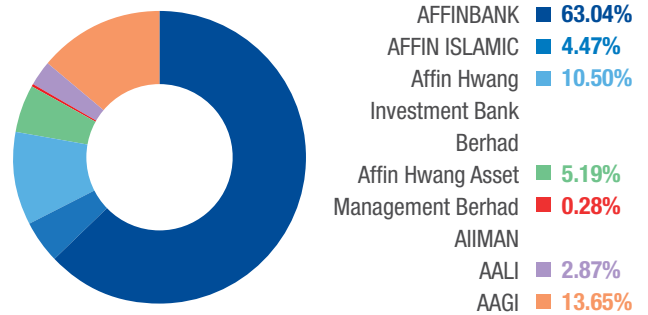 AFFINBANK 63.04%
AFFIN ISLAMIC 4.47%
Affin Hwang 10.50%
Investment Bank
Berhad
Affin Hwang Asset 5.19%
Management Berhad 0.28%
AIIMAN
AALI 2.87%
AAGI 13.65%